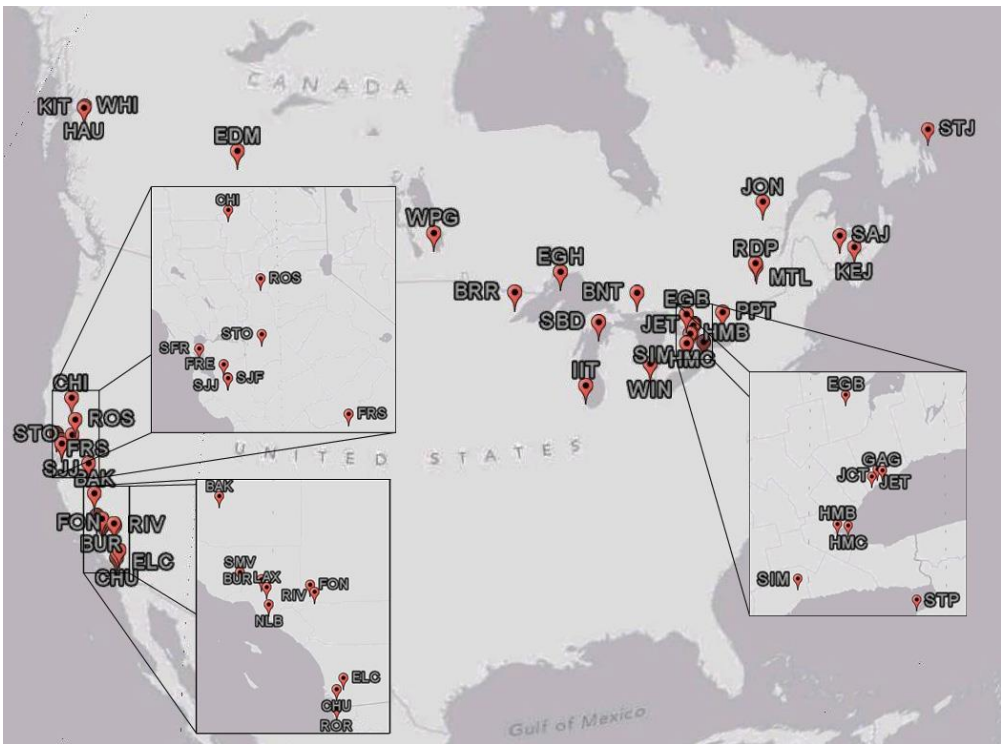 CANADA
KIT WHI
HAU
EDM
STJ
JON
WPG
SAJ
KEJ
RDP
MTL
EGH
BRR
BNT
SBD
EGB
PPT
JET
HMB
SIM
HMC
IIT
WIN
UNITED STATES
CHI
ROS
STO
FRS
SJJ
BAK
FON
RIV
BUR
ELC
CHU
CHI
ROS
STO
SFR
FRE
SJJ
SJF
FRS
BAK
SMV
BUR
LAX
FON
RIV
NLB
ELC
CHU
ROR
EGB
GAG
JCT
JET
HMB
HMC
SIM
STP
Gulf of Mexico